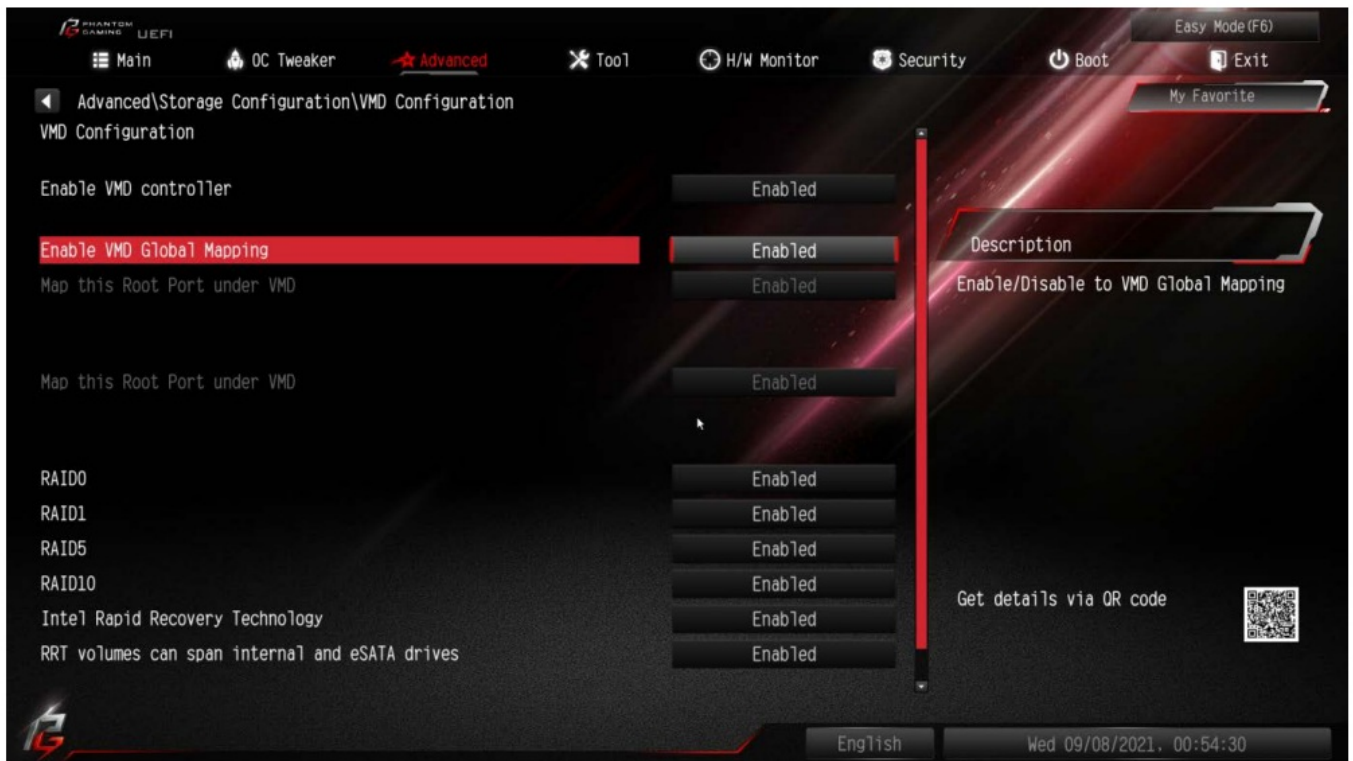 PHANTOM GAMING UEFI
Easy Mode(F6)
Main OC Tweaker Advanced Tool H/W Monitor Security Boot Exit
My Favorite
Advanced\Storage Configuration\VMD Configuration
VMD Configuration
Enable VMD controller Enabled
Enable VMD Global Mapping Enabled
Map this Root Port under VMD Enabled
Map this Root Port under VMD Enabled
RAID0 Enabled
RAID1 Enabled
RAID5 Enabled
RAID10 Enabled
Intel Rapid Recovery Technology Enabled
RRT volumes can span internal and eSATA drives Enabled
Description
Enable/Disable to VMD Global Mapping
Get details via QR code
English
Wed 09/08/2021. 00:54:30